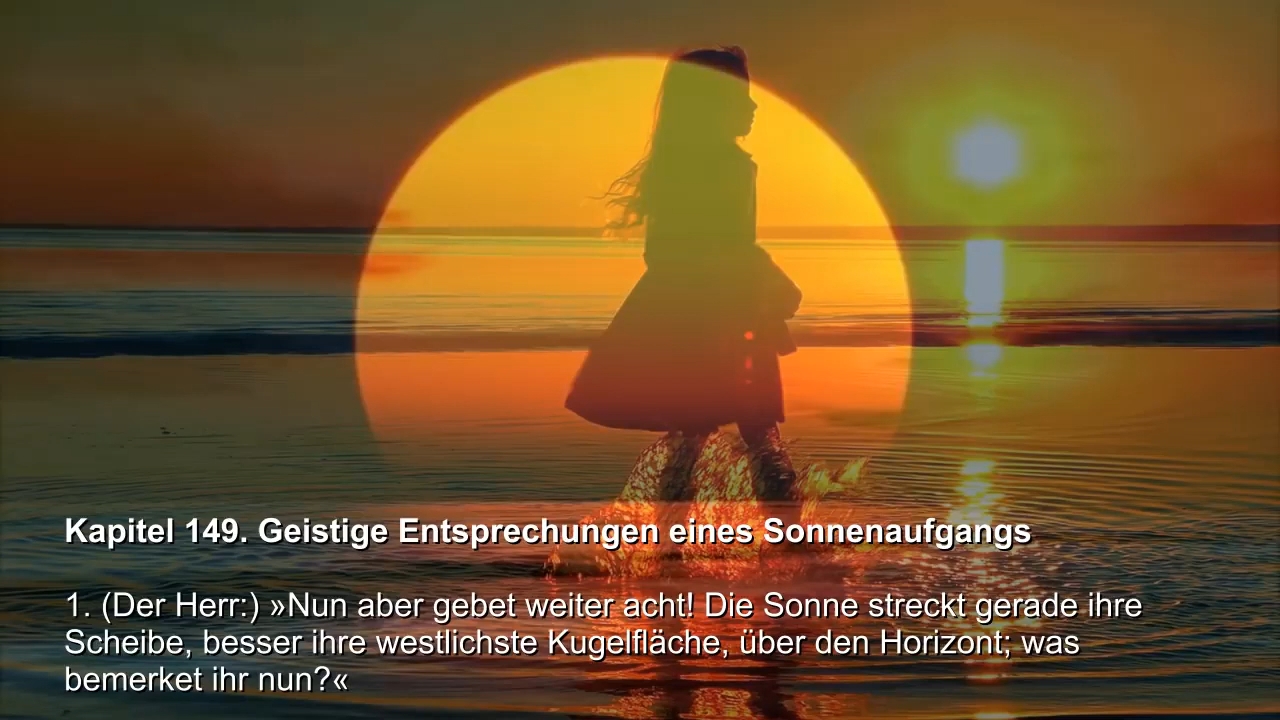 Kapitel 149. Geistige Entsprechungen eines Sonnenaufgangs
1. (Der Herr:) »Nun aber gebet weiter acht! Die Sonne streckt gerade ihre
Scheibe, besser ihre westlichste Kugelfläche, über den Horizont; was
bemerket ihr nun?«